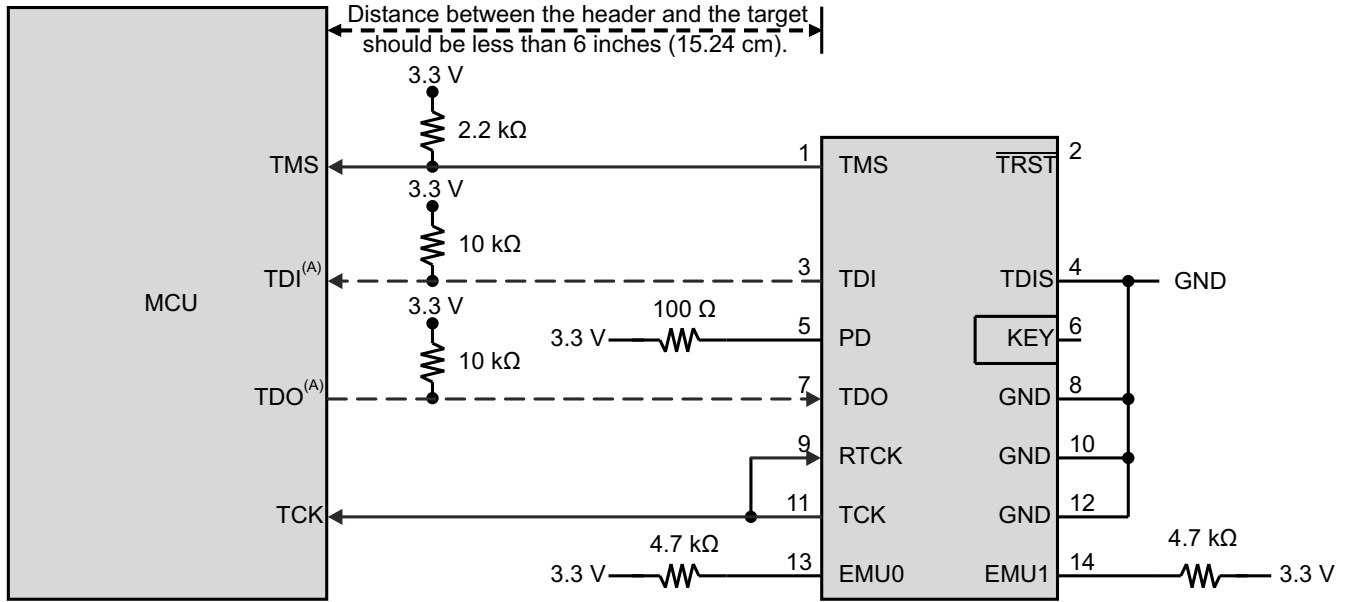 Distance between the header and the target
should be less than 6 inches (15.24 cm).
3.3 V
2.2 kΩ
TMS
1
TMS
TRST
2
3.3 V
10 kΩ
TDI(A)
3
TDI
TDIS
4
GND
MCU
3.3 V
100 Ω
3.3 V
5
PD
KEY
6
10 kΩ
TDO(A)
7
TDO
GND
8
9
RTCK
GND
10
TCK
11
TCK
GND
12
4.7 kΩ
3.3 V
13
EMU0
EMU1
14
4.7 kΩ
3.3 V